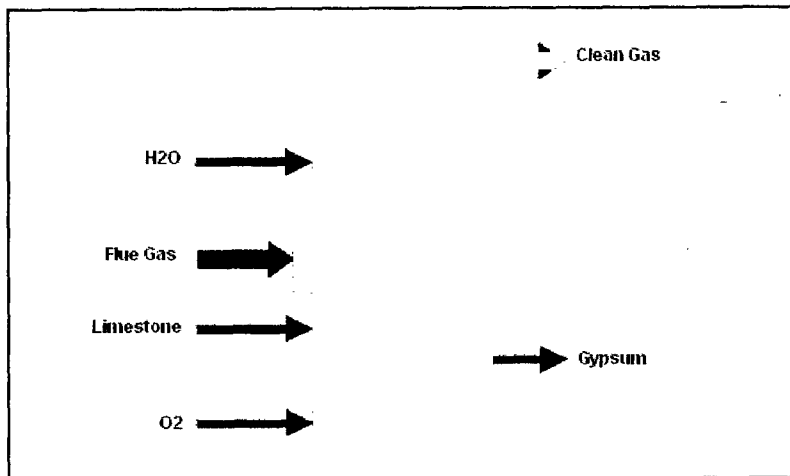 Clean Gas
H2O
Flue Gas
Limestone
Gypsum
O2